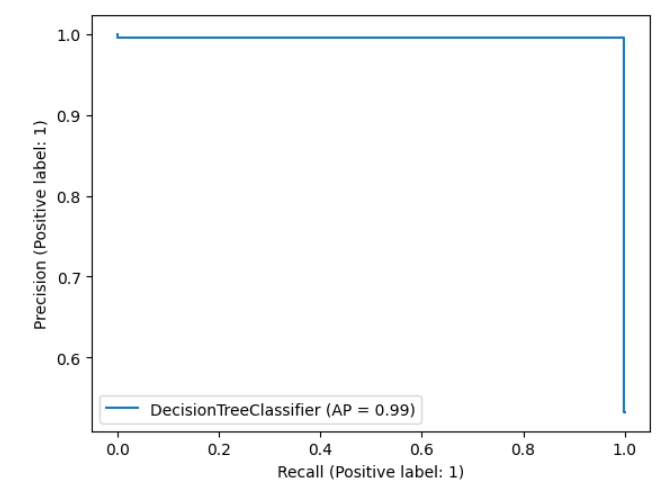 1.0
0.9
0.8
0.7
0.6
Precision (Positive label: 1)
DecisionTreeClassifier (AP = 0.99)
0.0 0.2 0.4 0.6 0.8 1.0
Recall (Positive label: 1)